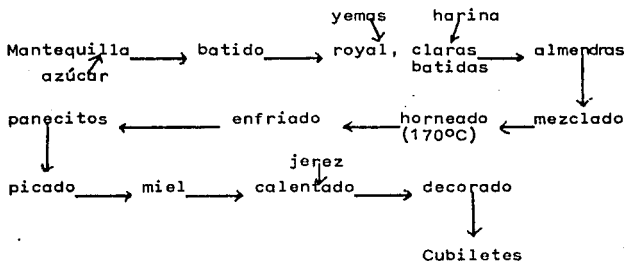 yemas harina
Mantequilla batido royal, claras almendras
azúcar batidas
panecitos enfriado horneado mezclado
(170ºC)
jerez
picado miel calentado decorado
Cubiletes